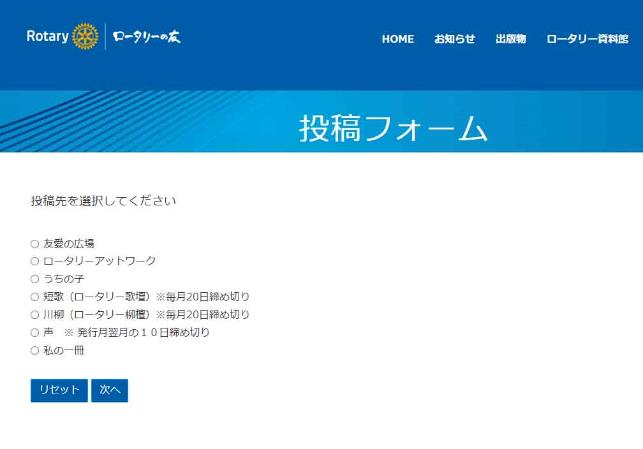 Rotary ロータリーの友
HOME お知らせ 出版物 ロータリー資料館
投稿フォーム
投稿先を選択してください
友愛の広場
ロータリーアットワーク
うちの子
短歌（ロータリー歌壇）※毎月20日締め切り
川柳（ロータリー柳檀）※毎月20日締め切り
声　※ 発行月翌月の１０日締め切り
私の一冊
リセット 次へ